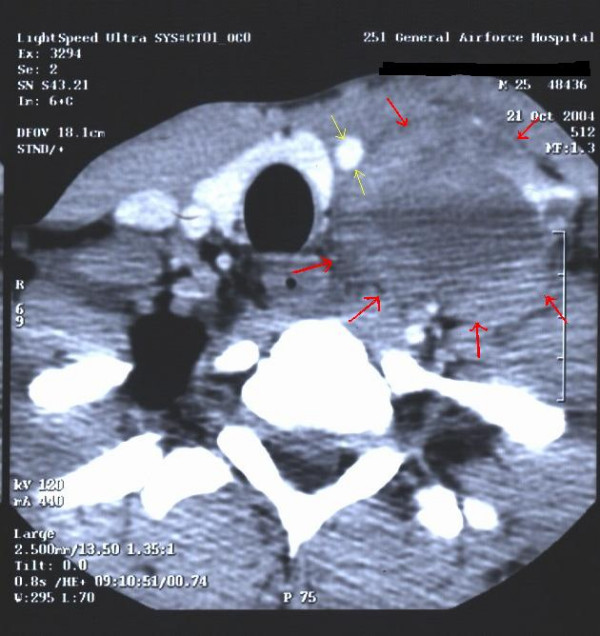 LightSpeed Ultra SYS#CT01_OC0
Ex: 3294
Se: 2
SN S43.21
Im: 6+C
DFOV 18.1cm
STND/+
251 General Airforce Hospital
M 25 48436
21 Oct 2004
512
MF:1.3
R
6
9
kV 120
mA 440
Large
2.500mm/13.50 1.35:1
Tilt: 0.0
0.8s /HE+ 09:10:51/00.74
W:295 L:70
P 75